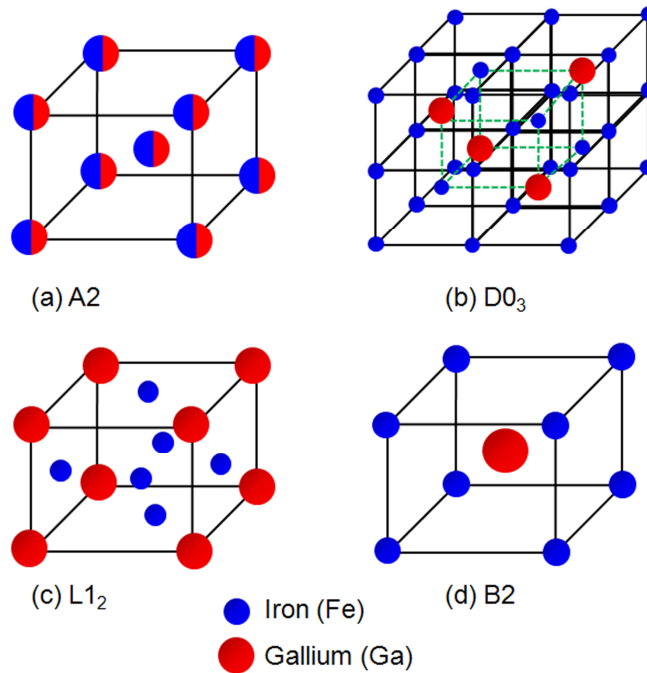 (a) A2
(b) D0₃
(c) L1₂
(d) B2
Iron (Fe)
Gallium (Ga)